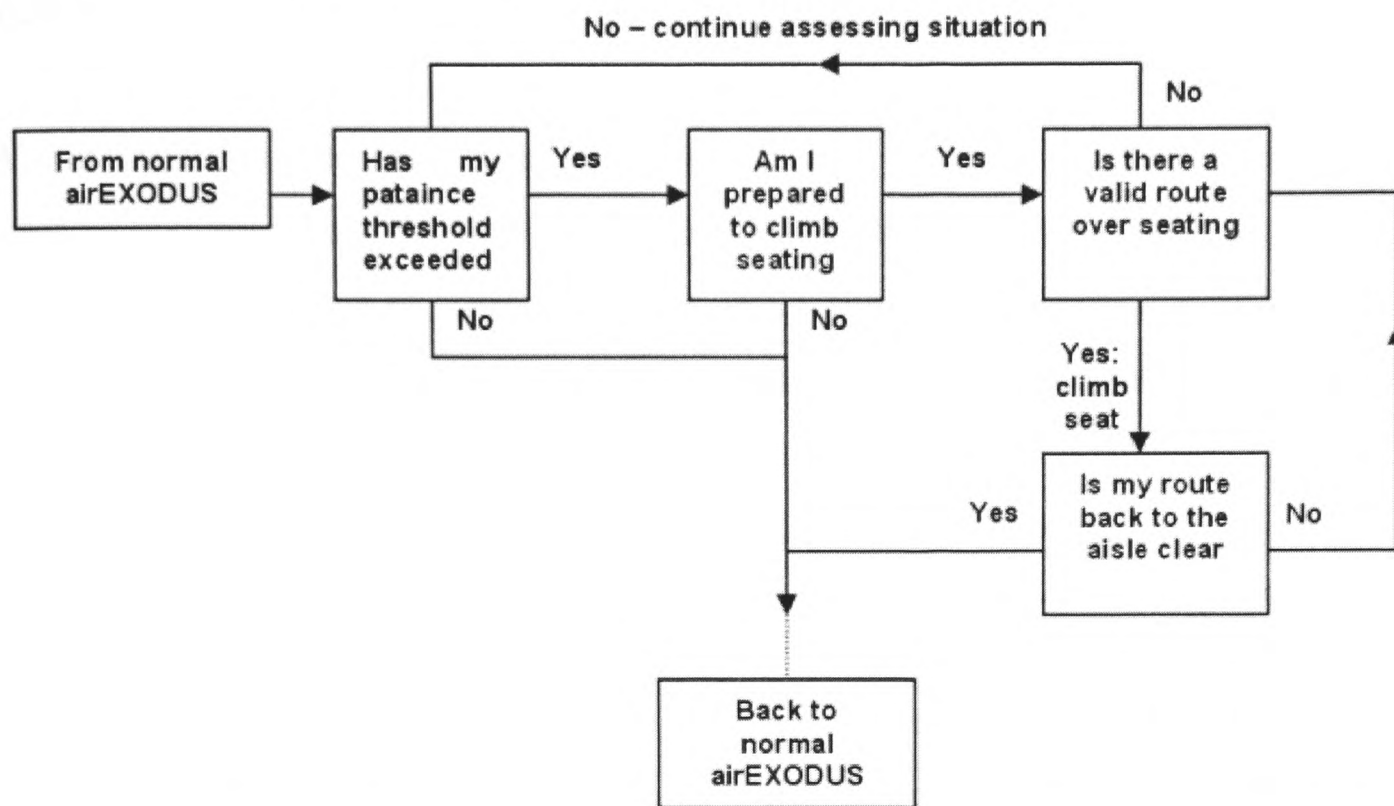 No – continue assessing situation
No
From normal
airEXODUS
Has my
pataince
threshold
exceeded
Yes
Am I
prepared
to climb
seating
Yes
Is there a
valid route
over seating
No
No
Yes:
climb
seat
Yes
Is my route
back to the
aisle clear
No
Back to
normal
airEXODUS